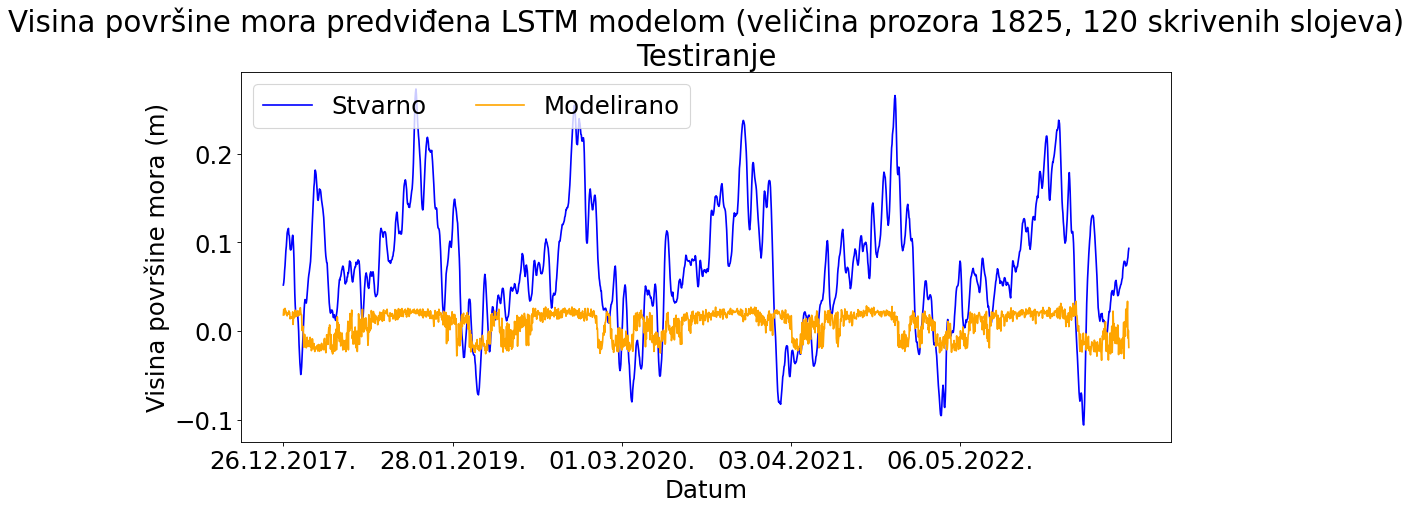 Visina površine mora predviđena LSTM modelom (veličina prozora 1825, 120 skrivenih slojeva)
Testiranje
Stvarno
Modelirano
Visina površine mora (m)
0.2
0.1
0.0
−0.1
26.12.2017.
28.01.2019.
01.03.2020.
03.04.2021.
06.05.2022.
Datum